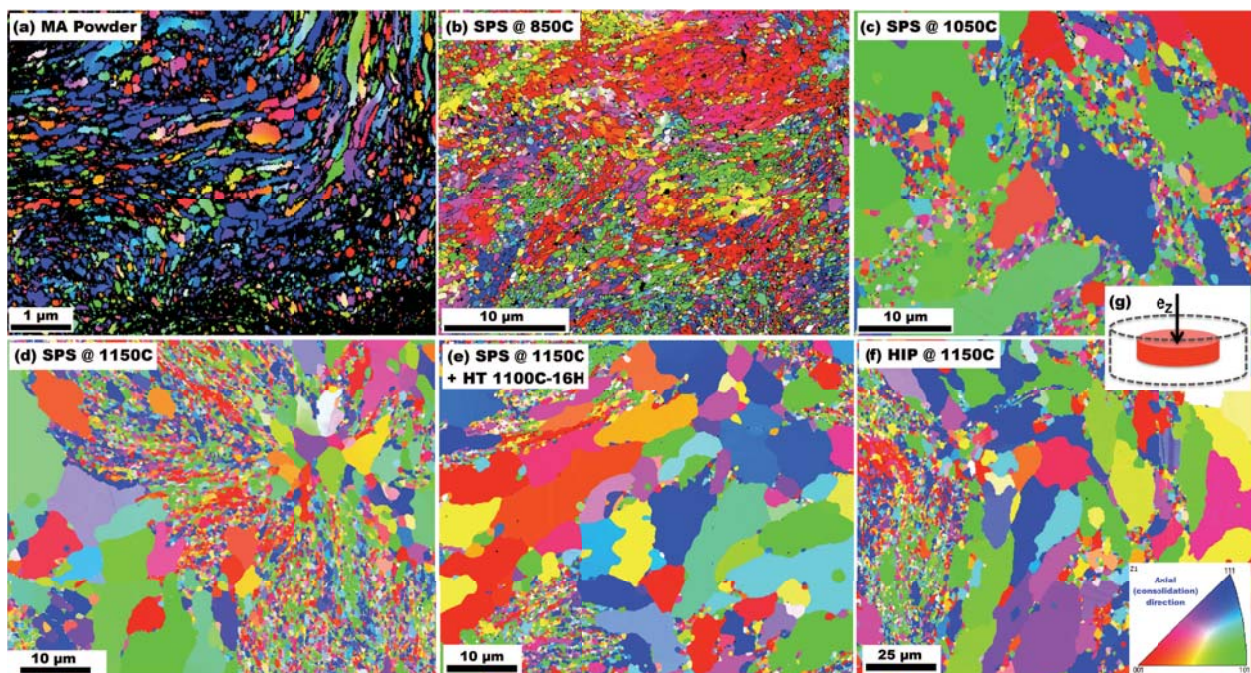 (a) MA Powder
1 µm
(b) SPS @ 850C
10 µm
(c) SPS @ 1050C
10 µm
(g)
eZ
(d) SPS @ 1150C
10 µm
(e) SPS @ 1150C
+ HT 1100C-16H
10 µm
(f) HIP @ 1150C
25 µm
Z1
111
Axial
(consolidation)
direction
001
101